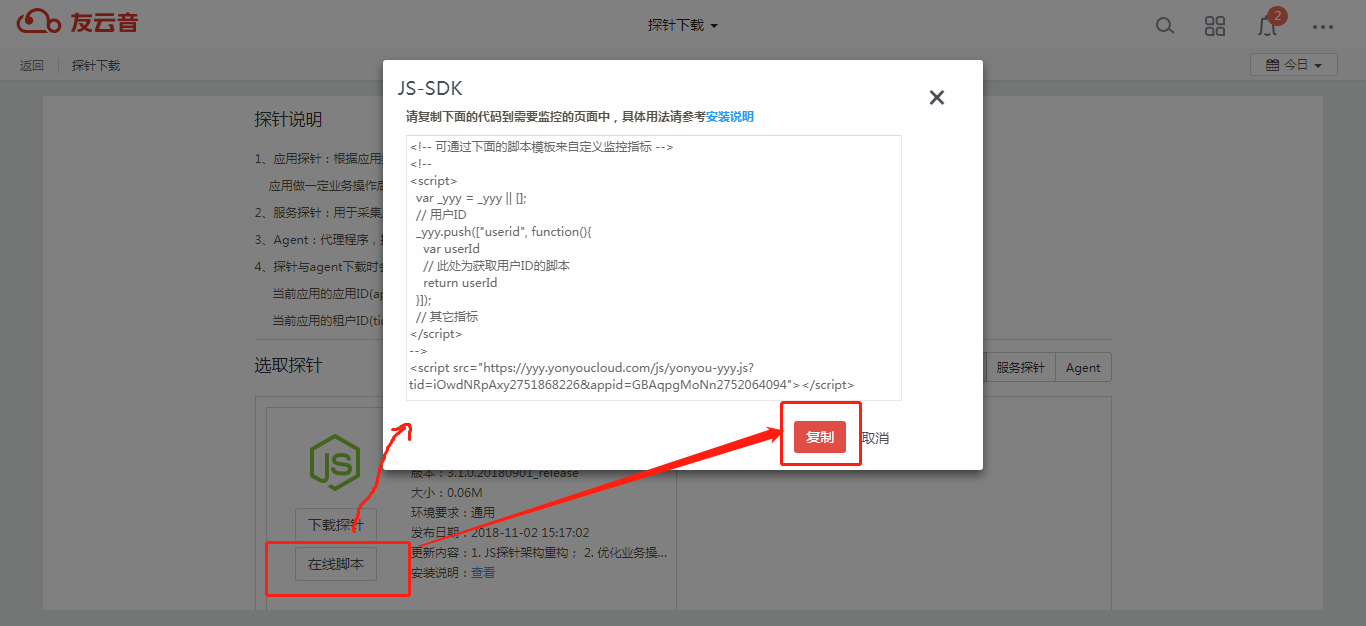 友云音
探针下载
2
返回
探针下载
今日
JS-SDK
请复制下面的代码到需要监控的页面中，具体用法请参考安装说明
<!-- 可通过下面的脚本模板来自定义监控指标 -->
<!--
<script>
var _yyy = _yyy || [];
// 用户ID
_yyy.push(["userid", function(){
var userId
// 此处为获取用户ID的脚本
return userId
}]);
// 其它指标
</script>
-->
<script src="https://yyy.yonyoucloud.com/js/yonyou-yyy.js?
tid=iOwdNRpAxy2751868226&appid=GBAqpgMoNn2752064094"></script>
复制
取消
探针说明
1、应用探针：根据应用
应用做一定业务操作后
2、服务探针：用于采集
3、Agent：代理程序，
4、探针与agent下载时
当前应用的应用ID(ap
当前应用的租户ID(tid
选取探针
服务探针
Agent
JS
下载探针
在线脚本
版本：3.1.0.20180901_release
大小：0.06M
环境要求：通用
发布日期：2018-11-02 15:17:02
更新内容：1. JS探针架构重构； 2. 优化业务操...
安装说明：查看